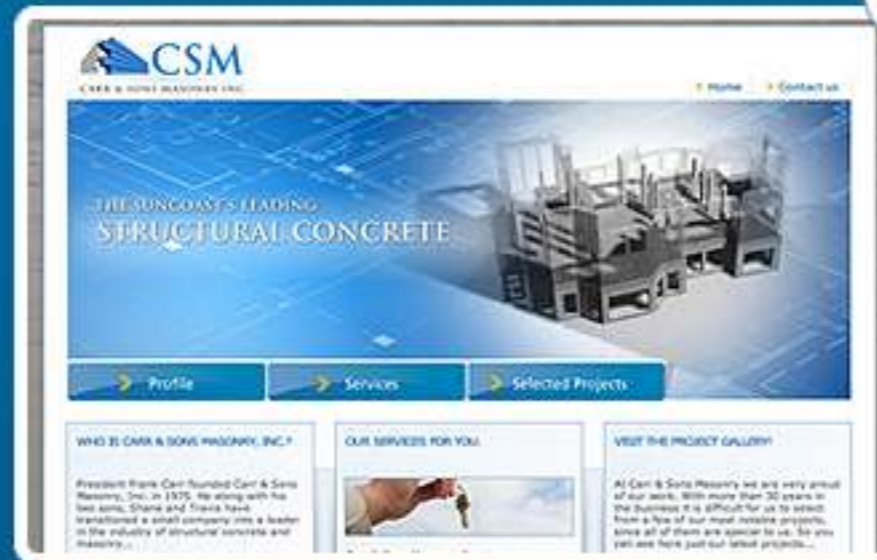 CSM
CARR & SONS MASONRY INC.
Home
Contact us
THE SUNCOAST'S LEADING
STRUCTURAL CONCRETE
Profile
Services
Selected Projects
WHO IS CARR & SONS MASONRY, INC.?
President Frank Carr founded Carr & Sons
Masonry, Inc. in 1975. He along with his
two sons, Shane and Travis have
transitioned a small company into a leader
in the industry of structural concrete and
masonry...
OUR SERVICES FOR YOU
VISIT THE PROJECT GALLERY!
At Carr & Sons Masonry we are very proud
of our work. With more than 30 years in
the business it is difficult for us to select
from a few of our most notable projects,
since all of them are special to us. So you
can see here just our latest projects...